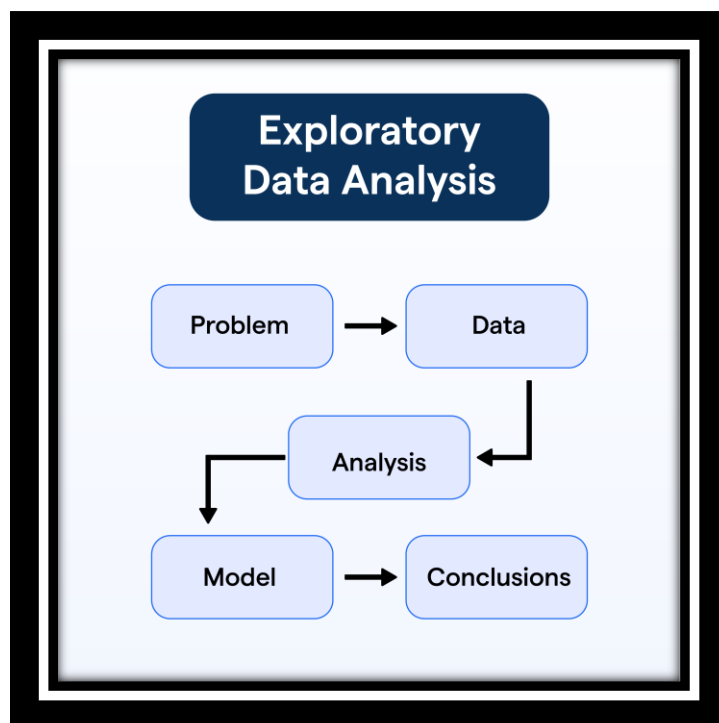 Exploratory
Data Analysis
Problem
Data
Analysis
Model
Conclusions